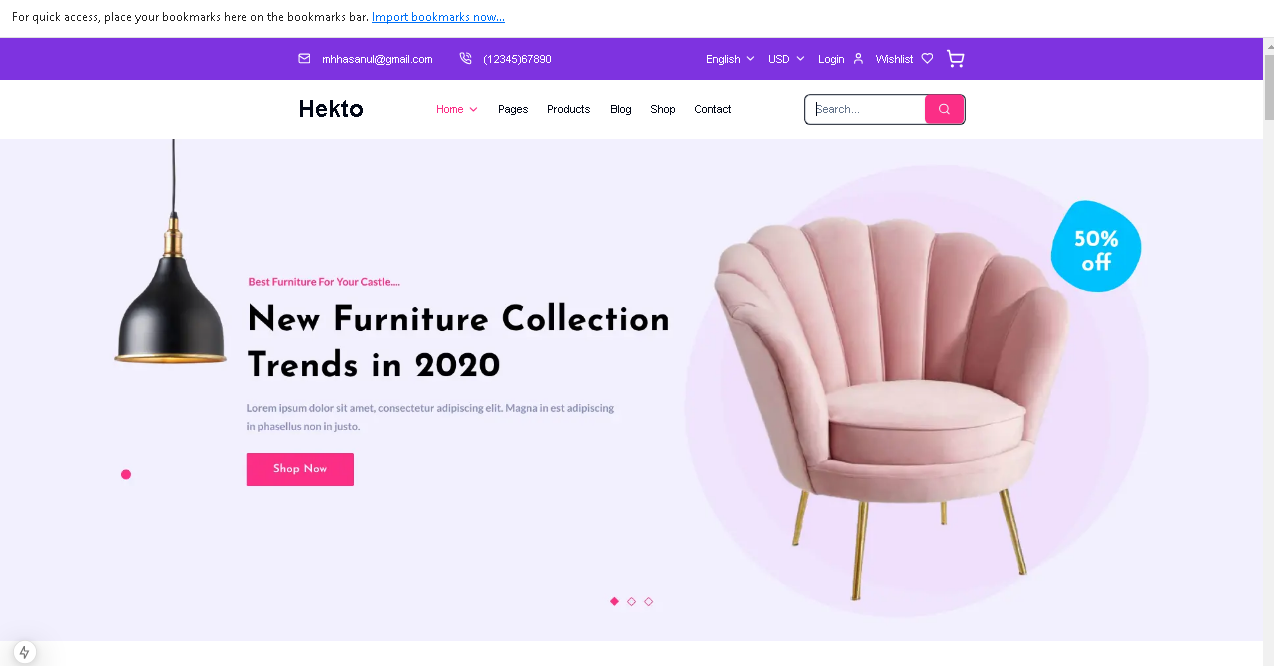 For quick access, place your bookmarks here on the bookmarks bar. Import bookmarks now...
mhhasanul@gmail.com (12345)67890 English USD Login Wishlist
Hekto Home Pages Products Blog Shop Contact Search...
50%
off
Best Furniture For Your Castle....
New Furniture Collection
Trends in 2020
Lorem ipsum dolor sit amet, consectetur adipiscing elit. Magna in est adipiscing
in phasellus non in justo.
Shop Now